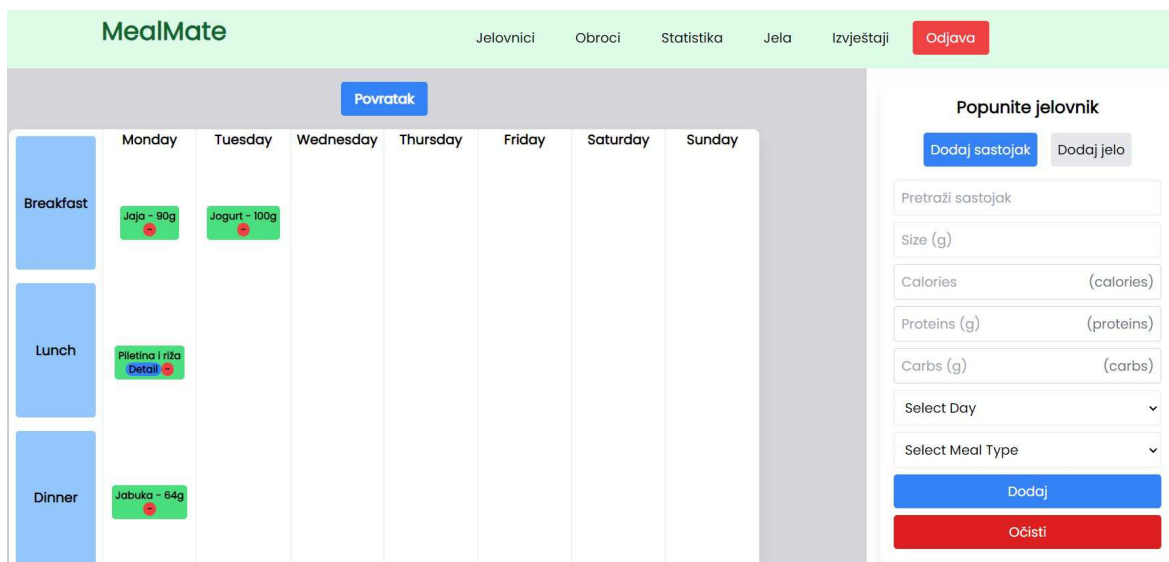 MealMate
Jelovnici Obroci Statistika Jela Izvještaji Odjava
Povratak
Monday Tuesday Wednesday Thursday Friday Saturday Sunday
Breakfast
Jaja - 90g
-
Jogurt - 100g
-
Lunch
Piletina i riža
Detail -
Dinner
Jabuka - 64g
-
Popunite jelovnik
Dodaj sastojak Dodaj jelo
Pretraži sastojak
Size (g)
Calories (calories)
Proteins (g) (proteins)
Carbs (g) (carbs)
Select Day
Select Meal Type
Dodaj
Očisti